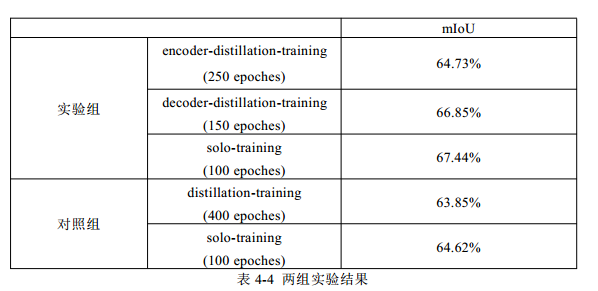 mIoU
实验组
encoder-distillation-training
(250 epoches)
64.73%
decoder-distillation-training
(150 epoches)
66.85%
solo-training
(100 epoches)
67.44%
对照组
distillation-training
(400 epoches)
63.85%
solo-training
(100 epoches)
64.62%
表 4-4 两组实验结果